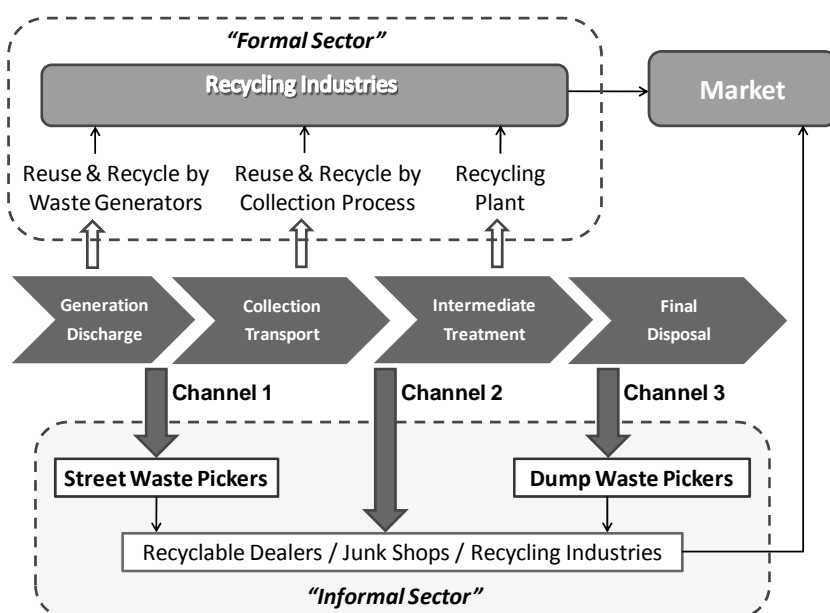 “Formal Sector”
Recycling Industries
Market
Reuse & Recycle by
Waste Generators
Reuse & Recycle by
Collection Process
Recycling
Plant
Generation
Discharge
Collection
Transport
Intermediate
Treatment
Final
Disposal
Channel 1
Channel 2
Channel 3
Street Waste Pickers
Dump Waste Pickers
Recyclable Dealers / Junk Shops / Recycling Industries
“Informal Sector”